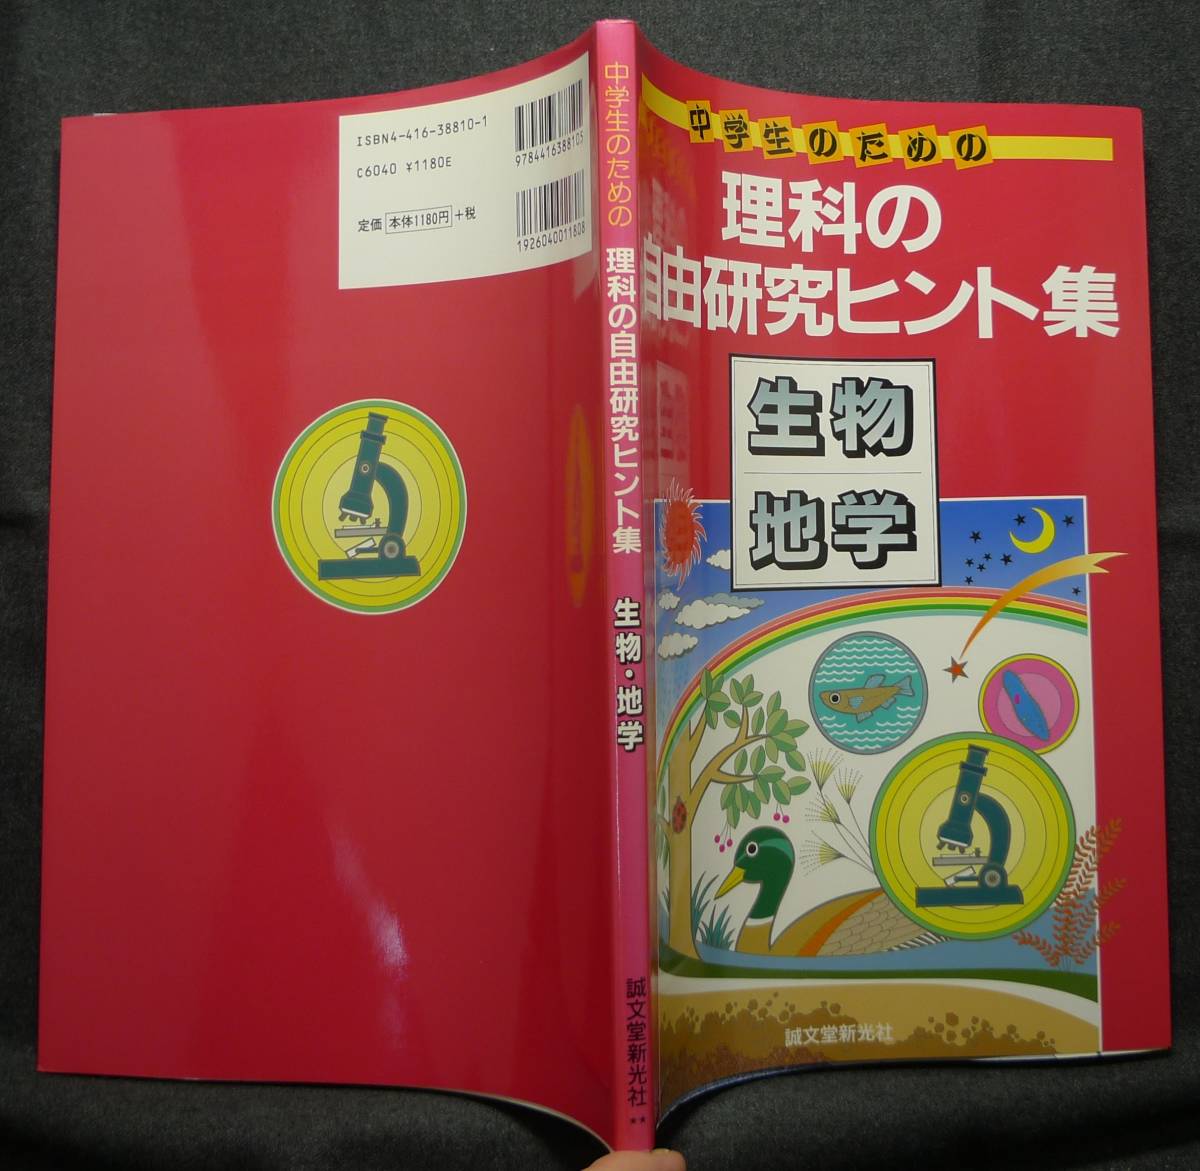 中学生のための
理科の
自由研究ヒント集
生物
地学
誠文堂新光社
中学生のための 理科の自由研究ヒント集 生物・地学
誠文堂新光社
**
ISBN4-416-38810-1
C6040 ¥1180E
定価 本体1180円 +税
9784416388105
1926040011808